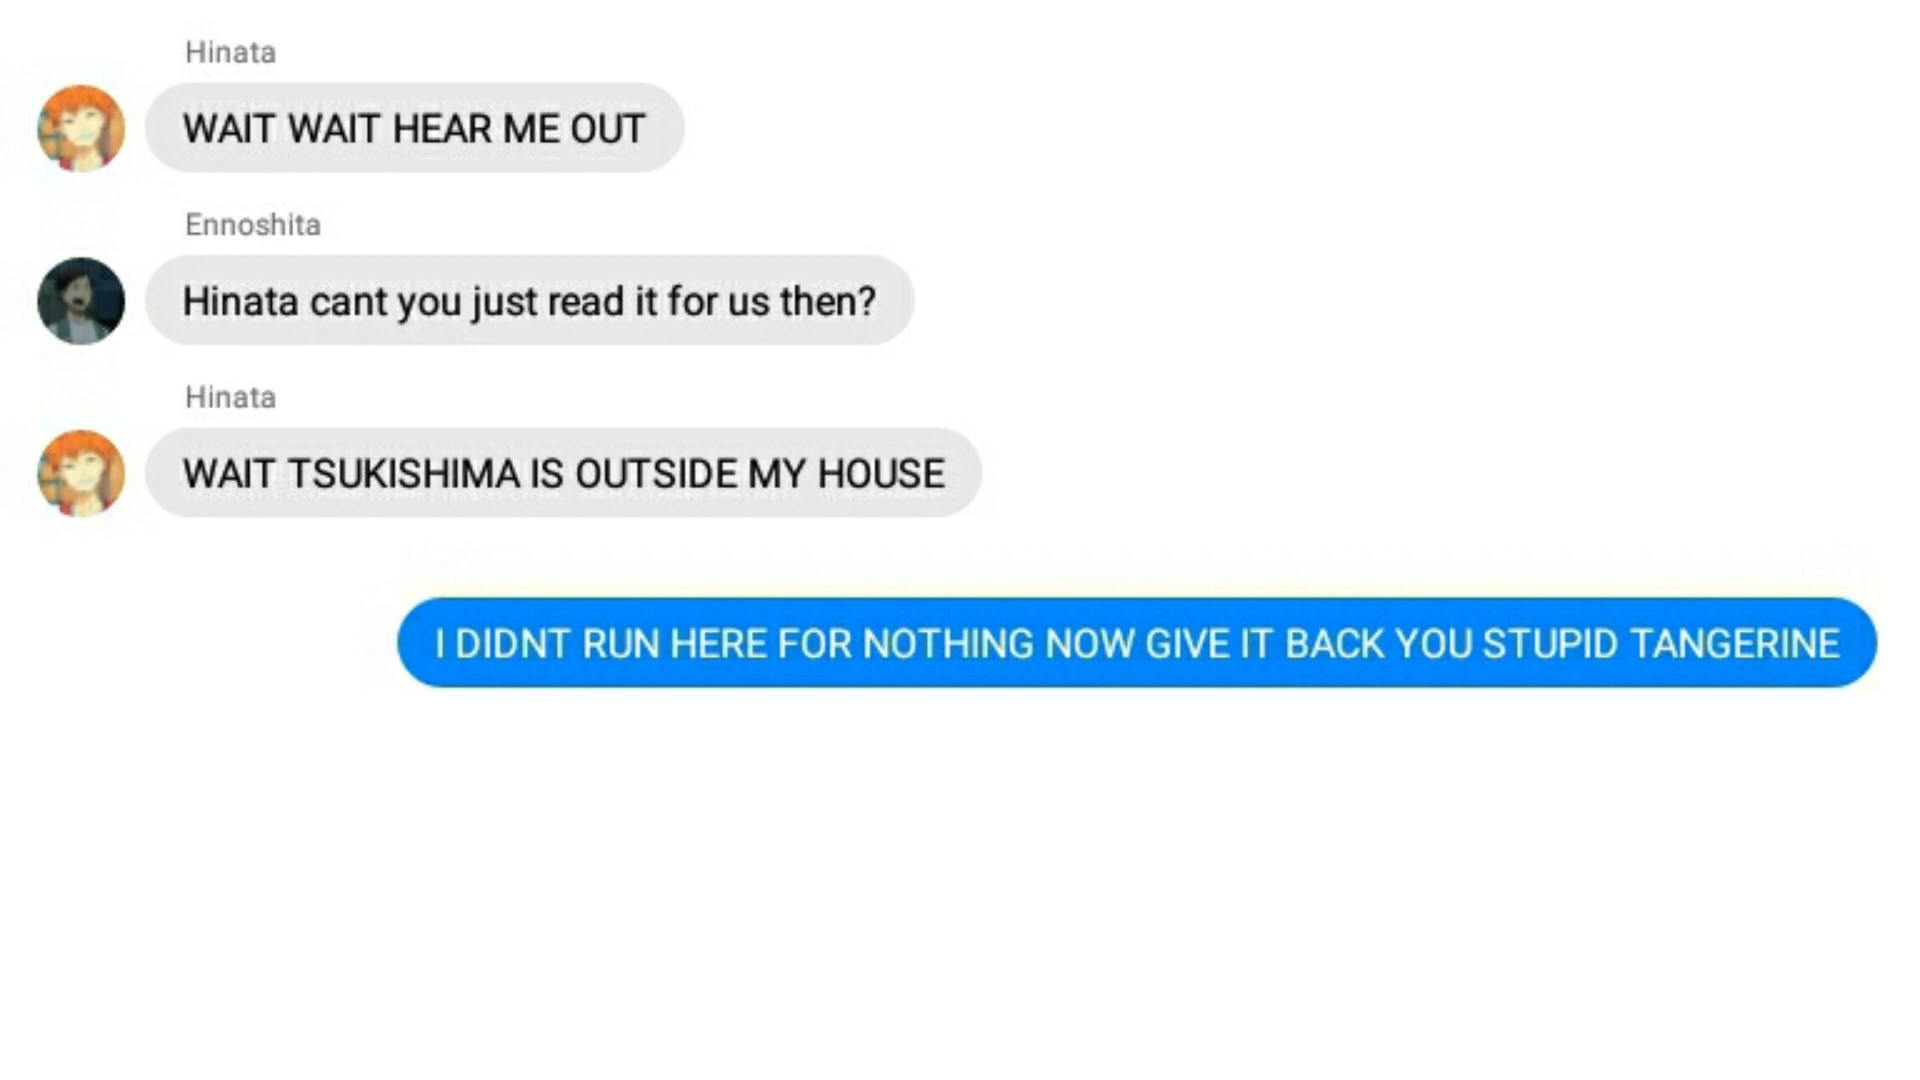 Hinata
WAIT WAIT HEAR ME OUT
Ennoshita
Hinata cant you just read it for us then?
Hinata
WAIT TSUKISHIMA IS OUTSIDE MY HOUSE
I DIDNT RUN HERE FOR NOTHING NOW GIVE IT BACK YOU STUPID TANGERINE